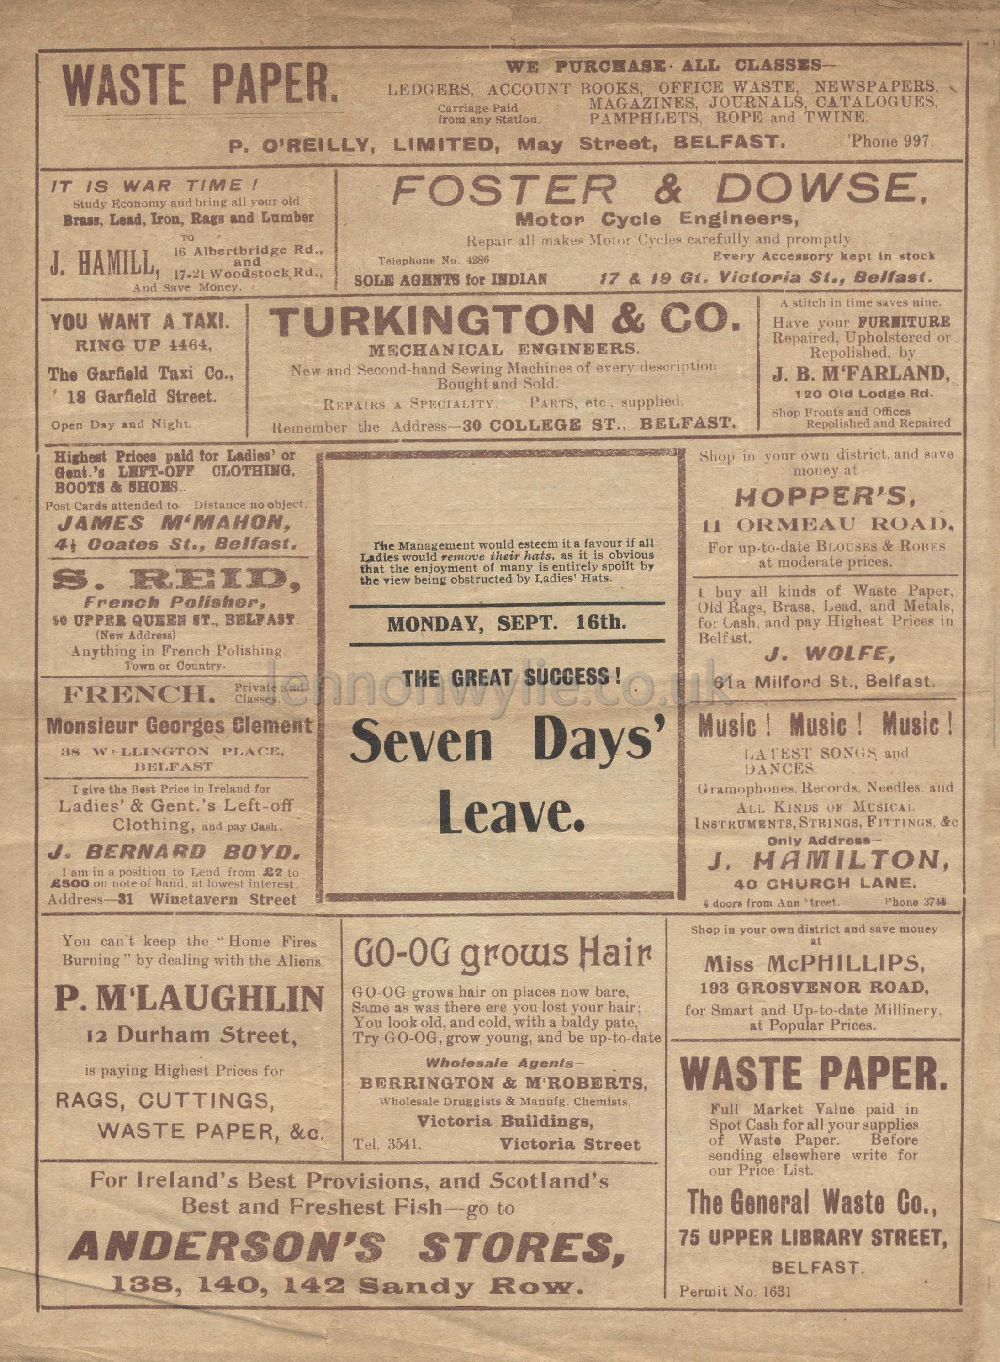 WASTE PAPER.
WE PURCHASE ALL CLASSES—
LEDGERS, ACCOUNT BOOKS, OFFICE WASTE, NEWSPAPERS,
Carriage Paid
from any Station.
MAGAZINES, JOURNALS, CATALOGUES,
PAMPHLETS, ROPE and TWINE.
P. O'REILLY, LIMITED, May Street, BELFAST. 'Phone 997.
IT IS WAR TIME!
Study Economy and bring all your old
Brass, Lead, Iron, Rags and Lumber
TO
J. HAMILL,
16 Albertbridge Rd.,
and
17-21 Woodstock Rd.,
And Save Money.
FOSTER & DOWSE,
Motor Cycle Engineers,
Repair all makes Motor Cycles carefully and promptly
Telephone No. 4286
Every Accessory kept in stock
SOLE AGENTS for INDIAN
17 & 19 Gt. Victoria St., Belfast.
YOU WANT A TAXI.
RING UP 4464,
The Garfield Taxi Co.,
18 Garfield Street.
Open Day and Night.
TURKINGTON & CO.
MECHANICAL ENGINEERS.
New and Second-hand Sewing Machines of every description
Bought and Sold.
REPAIRS A SPECIALITY. PARTS, etc., supplied.
Remember the Address—30 COLLEGE ST., BELFAST.
A stitch in time saves nine.
Have your FURNITURE
Repaired, Upholstered or
Repolished, by
J. B. M'FARLAND,
120 Old Lodge Rd.
Shop Fronts and Offices
Repolished and Repaired
Highest Prices paid for Ladies' or
Gent.'s LEFT-OFF CLOTHING,
BOOTS & SHOES.
Post Cards attended to. Distance no object.
JAMES M'MAHON,
4½ Coates St., Belfast.
S. REID,
French Polisher,
50 UPPER QUEEN ST., BELFAST.
(New Address)
Anything in French Polishing
Town or Country.
FRENCH.
Private and
Classes.
Monsieur Georges Clement
38 WELLINGTON PLACE,
BELFAST
I give the Best Price in Ireland for
Ladies' & Gent.'s Left-off
Clothing, and pay Cash.
J. BERNARD BOYD.
I am in a position to Lend from £2 to
£500 on note of hand, at lowest interest.
Address—31 Winetavern Street
The Management would esteem it a favour if all
Ladies would remove their hats, as it is obvious
that the enjoyment of many is entirely spoilt by
the view being obstructed by Ladies' Hats.
MONDAY, SEPT. 16th.
THE GREAT SUCCESS!
Seven Days'
Leave.
lennonwylie.co.uk
Shop in your own district, and save
money at
HOPPER'S,
11 ORMEAU ROAD.
For up-to-date BLOUSES & ROBES
at moderate prices.
I buy all kinds of Waste Paper,
Old Rags, Brass, Lead, and Metals,
for Cash, and pay Highest Prices in
Belfast.
J. WOLFE,
61a Milford St., Belfast.
Music! Music! Music!
LATEST SONGS and
DANCES.
Gramophones, Records, Needles, and
ALL KINDS OF MUSICAL
INSTRUMENTS, STRINGS, FITTINGS, &c
Only Address—
J. HAMILTON,
40 CHURCH LANE.
4 doors from Ann Street. Phone 3748
You can't keep the "Home Fires
Burning" by dealing with the Aliens.
P. M'LAUGHLIN
12 Durham Street,
is paying Highest Prices for
RAGS, CUTTINGS,
WASTE PAPER, &c.
GO-OG grows Hair
GO-OG grows hair on places now bare,
Same as was there ere you lost your hair;
You look old, and cold, with a baldy pate,
Try GO-OG, grow young, and be up-to-date
Wholesale Agents—
BERRINGTON & M'ROBERTS,
Wholesale Druggists & Manufg. Chemists,
Victoria Buildings,
Tel. 3541. Victoria Street
Shop in your own district and save money
at
Miss McPHILLIPS,
193 GROSVENOR ROAD,
for Smart and Up-to-date Millinery,
at Popular Prices.
WASTE PAPER.
Full Market Value paid in
Spot Cash for all your supplies
of Waste Paper. Before
sending elsewhere write for
our Price List.
The General Waste Co.,
75 UPPER LIBRARY STREET,
BELFAST.
Permit No. 1631
For Ireland's Best Provisions, and Scotland's
Best and Freshest Fish—go to
ANDERSON'S STORES,
138, 140, 142 Sandy Row.